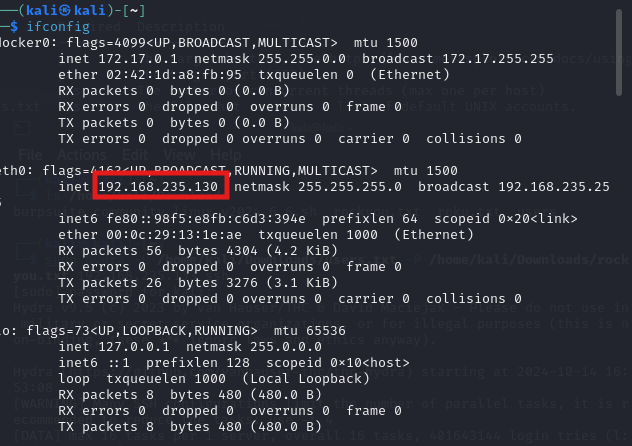 ──(kali㉿kali)-[~]
─$ ifconfig
docker0: flags=4099<UP,BROADCAST,MULTICAST>  mtu 1500
inet 172.17.0.1  netmask 255.255.0.0  broadcast 172.17.255.255
ether 02:42:1d:a8:fb:95  txqueuelen 0  (Ethernet)
RX packets 0  bytes 0 (0.0 B)
RX errors 0  dropped 0  overruns 0  frame 0
TX packets 0  bytes 0 (0.0 B)
TX errors 0  dropped 0 overruns 0  carrier 0  collisions 0
File Actions Edit View Help
eth0: flags=4163<UP,BROADCAST,RUNNING,MULTICAST>  mtu 1500
inet 192.168.235.130  netmask 255.255.255.0  broadcast 192.168.235.25
5
inet6 fe80::98f5:e8fb:c6d3:394e  prefixlen 64  scopeid 0×20<link>
ether 00:0c:29:13:1e:ae  txqueuelen 1000  (Ethernet)
RX packets 56  bytes 4304 (4.2 KiB)
RX errors 0  dropped 0  overruns 0  frame 0
TX packets 26  bytes 3276 (3.1 KiB)
TX errors 0  dropped 0 overruns 0  carrier 0  collisions 0
lo: flags=73<UP,LOOPBACK,RUNNING>  mtu 65536
inet 127.0.0.1  netmask 255.0.0.0
inet6 ::1  prefixlen 128  scopeid 0×10<host>
loop  txqueuelen 1000  (Local Loopback)
RX packets 8  bytes 480 (480.0 B)
RX errors 0  dropped 0  overruns 0  frame 0
TX packets 8  bytes 480 (480.0 B)